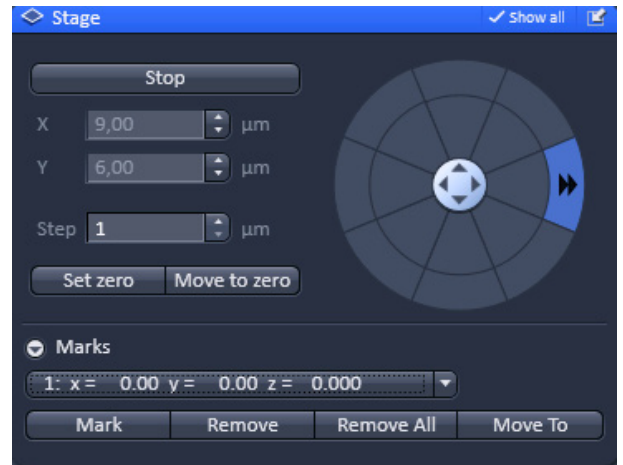 Stage
Show all
Stop
X 9,00 µm
Y 6,00 µm
Step 1 µm
Set zero Move to zero
Marks
1: x = 0.00 y = 0.00 z = 0.000
Mark Remove Remove All Move To